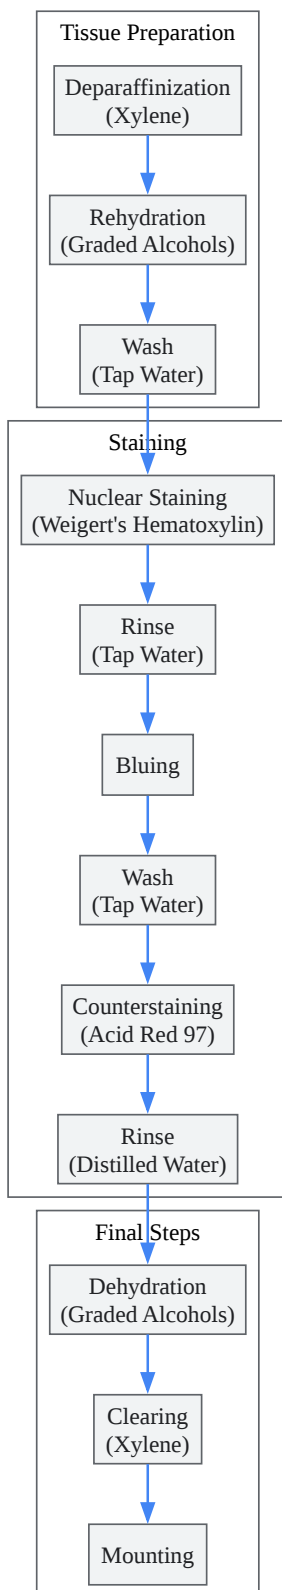 Tissue Preparation
Deparaffinization
(Xylene)
Rehydration
(Graded Alcohols)
Wash
(Tap Water)
Staining
Nuclear Staining
(Weigert's Hematoxylin)
Rinse
(Tap Water)
Bluing
Wash
(Tap Water)
Counterstaining
(Acid Red 97)
Rinse
(Distilled Water)
Final Steps
Dehydration
(Graded Alcohols)
Clearing
(Xylene)
Mounting